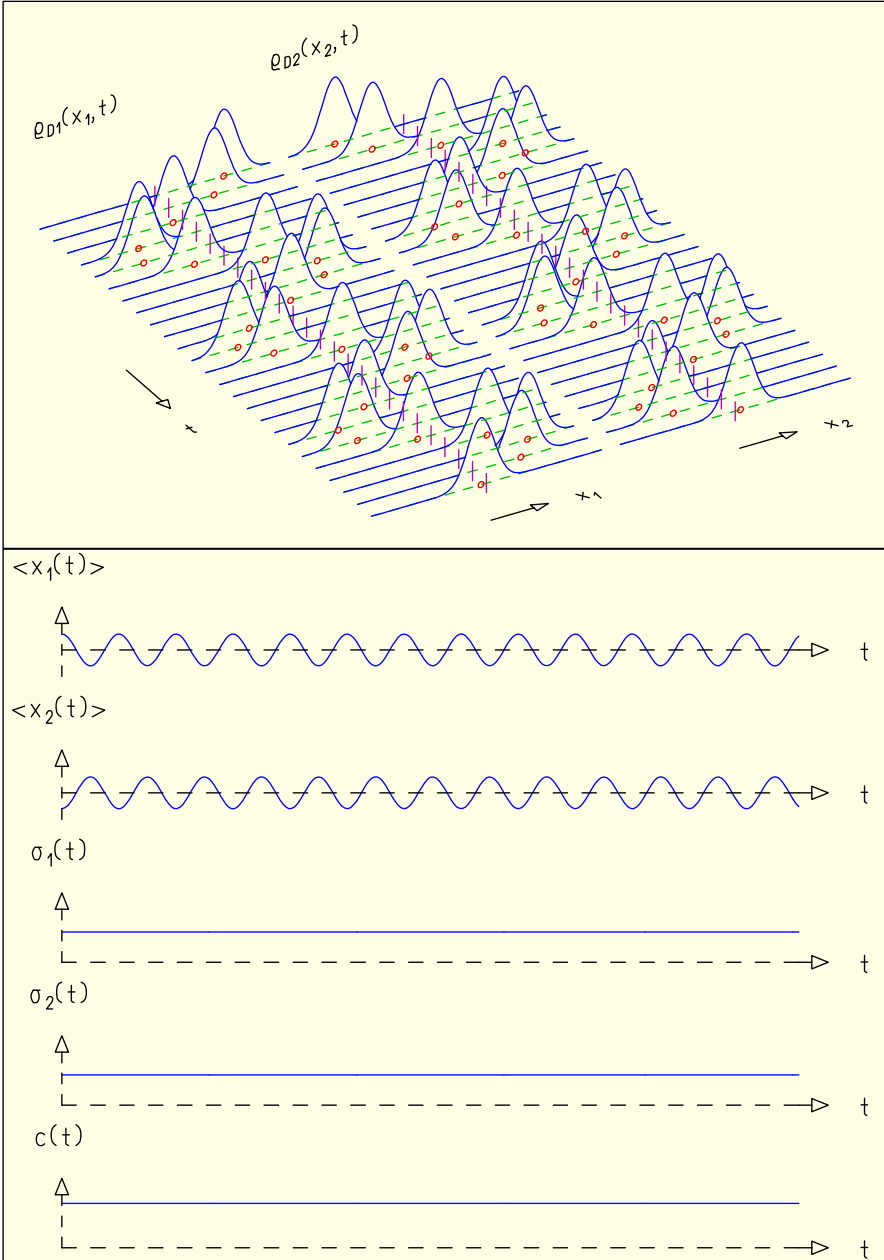 ϱD1(x1,t)
ϱD2(x2,t)
t
x1
x2
<x1(t)>
t
<x2(t)>
t
σ1(t)
t
σ2(t)
t
c(t)
t